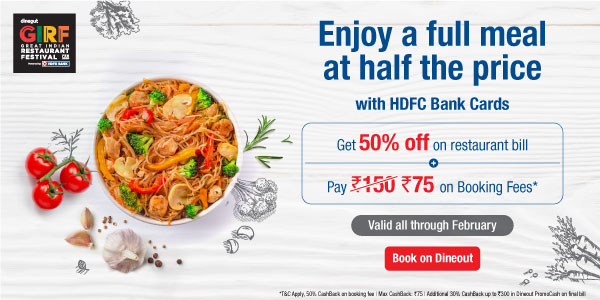 dineout
GIRF
GREAT INDIAN
RESTAURANT
FESTIVAL
HDFC BANK
Enjoy a full meal
at half the price
with HDFC Bank Cards
Get 50% off on restaurant bill
+
Pay ₹150 ₹75 on Booking Fees*
Valid all through February
Book on Dineout
*T&C Apply, 50% CashBack on booking fee | Max CashBack: ₹75 | Additional 30% CashBack up to ₹300 in Dineout PromoCash on final bill